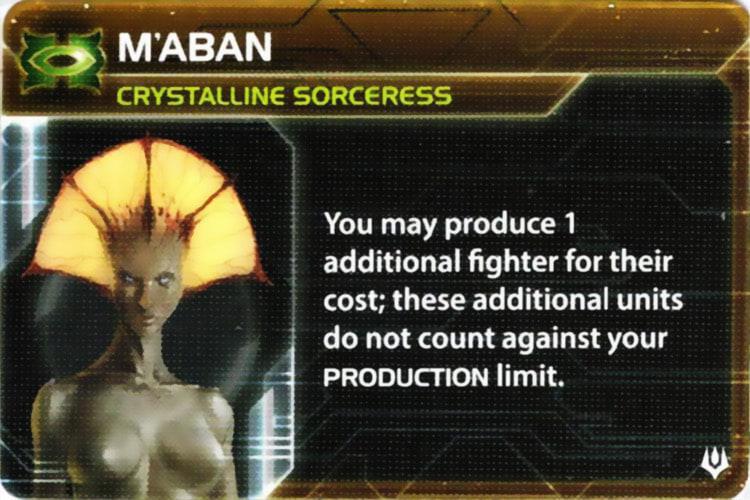 M'ABAN
CRYSTALLINE SORCERESS
You may produce 1
additional fighter for their
cost; these additional units
do not count against your
PRODUCTION limit.